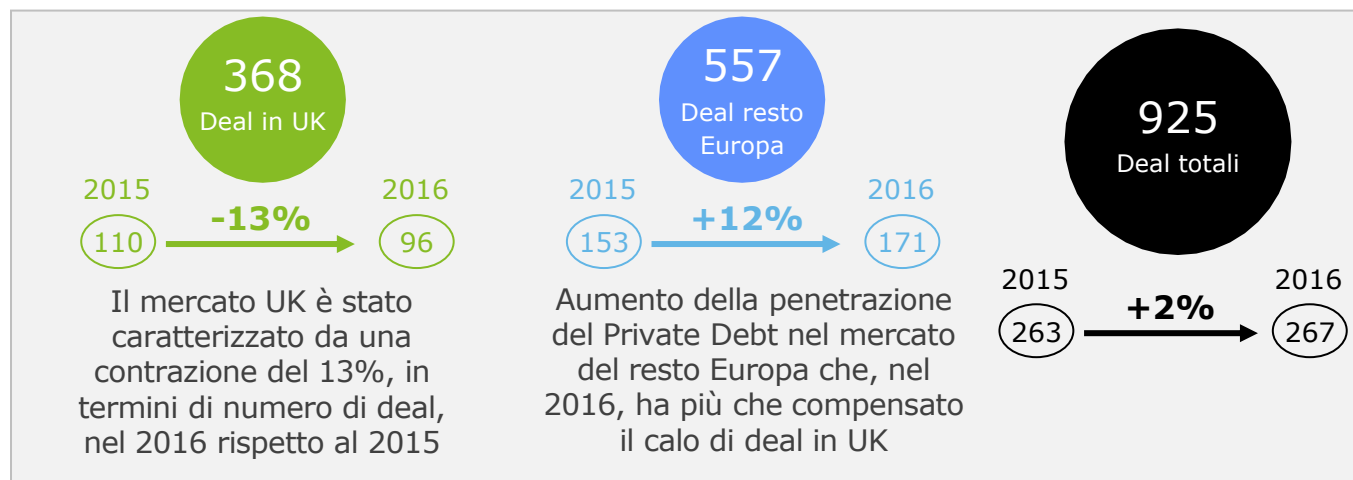 368
Deal in UK
2015
2016
-13%
110
96
Il mercato UK è stato
caratterizzato da una
contrazione del 13%, in
termini di numero di deal,
nel 2016 rispetto al 2015
557
Deal resto
Europa
2015
2016
+12%
153
171
Aumento della penetrazione
del Private Debt nel mercato
del resto Europa che, nel
2016, ha più che compensato
il calo di deal in UK
925
Deal totali
2015
2016
+2%
263
267